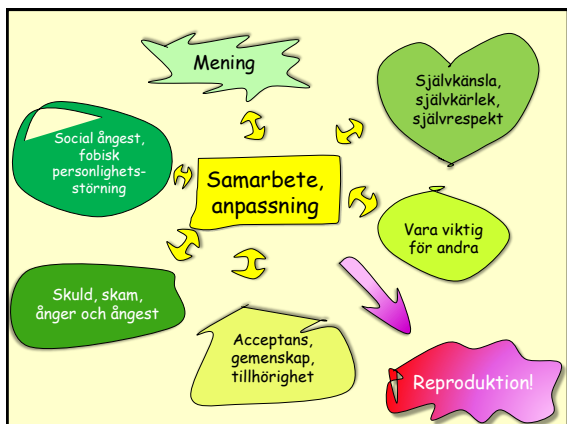 Mening
Självkänsla,
självkärlek,
självrespekt
Social ångest,
fobisk
personlighets-
störning
Samarbete,
anpassning
Vara viktig
för andra
Skuld, skam,
ånger och ångest
Acceptans,
gemenskap,
tillhörighet
Reproduktion!